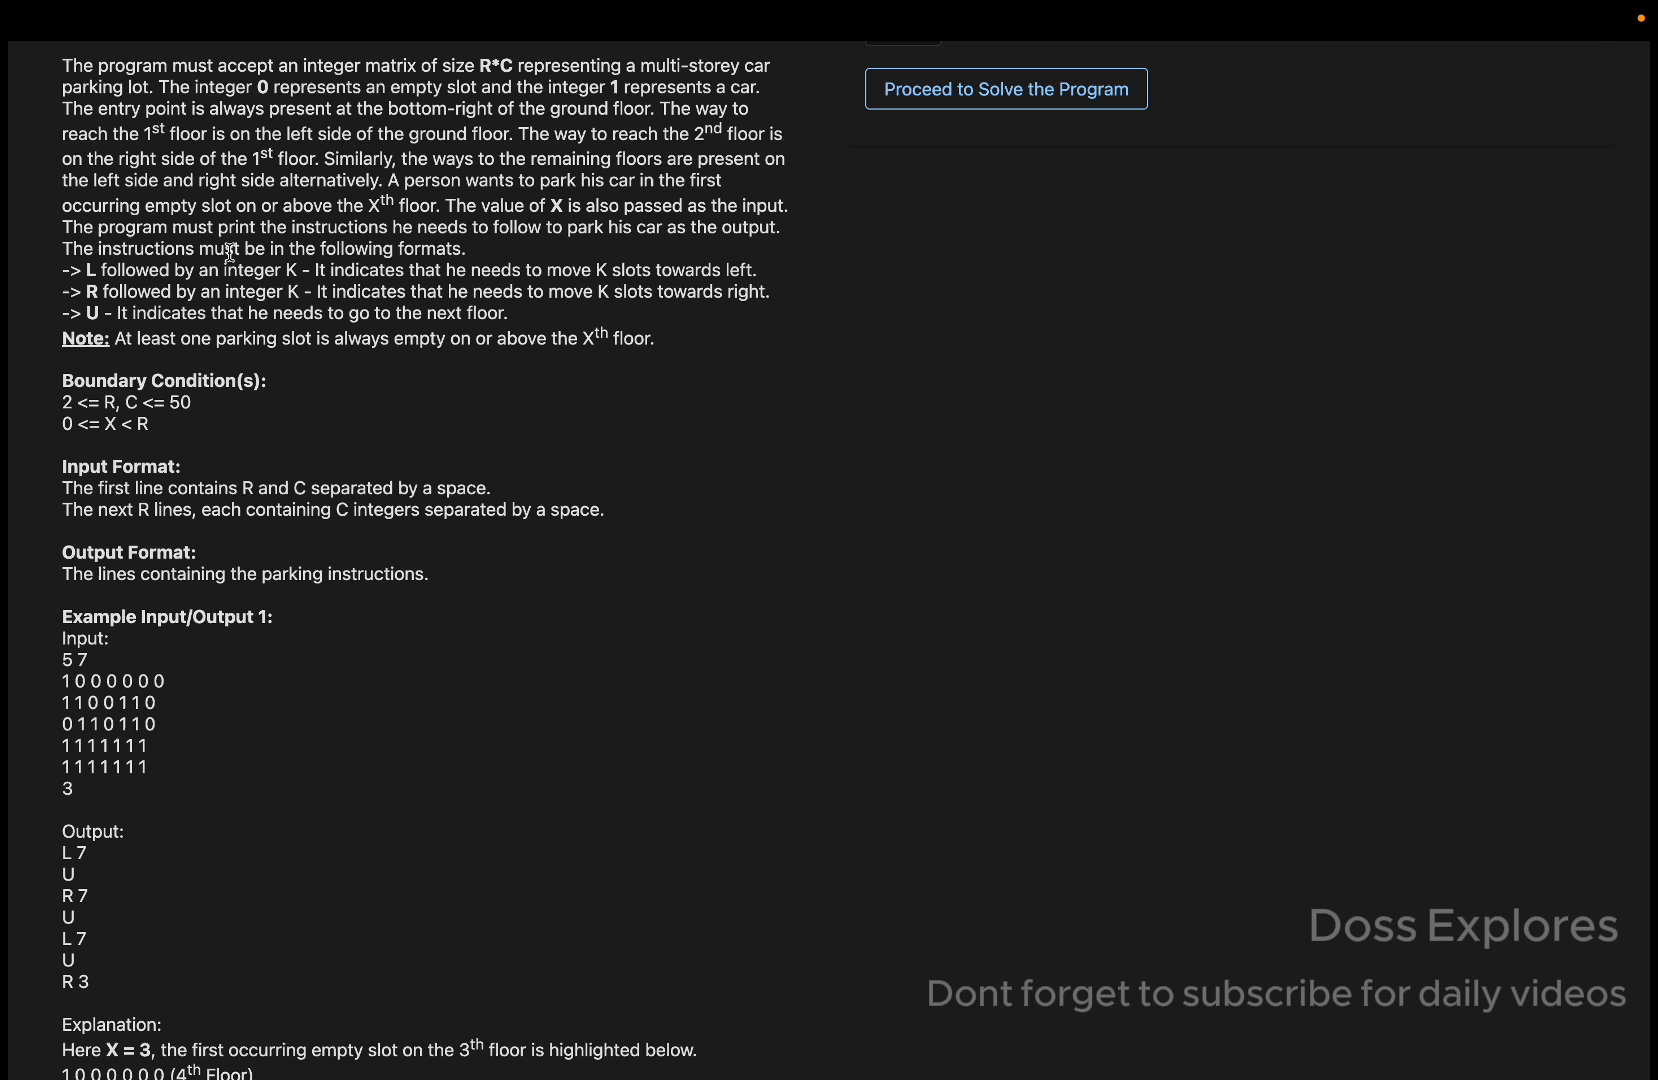 The program must accept an integer matrix of size R*C representing a multi-storey car
parking lot. The integer 0 represents an empty slot and the integer 1 represents a car.
The entry point is always present at the bottom-right of the ground floor. The way to
reach the 1st floor is on the left side of the ground floor. The way to reach the 2nd floor is
on the right side of the 1st floor. Similarly, the ways to the remaining floors are present on
the left side and right side alternatively. A person wants to park his car in the first
occurring empty slot on or above the Xth floor. The value of X is also passed as the input.
The program must print the instructions he needs to follow to park his car as the output.
The instructions must be in the following formats.
-> L followed by an integer K - It indicates that he needs to move K slots towards left.
-> R followed by an integer K - It indicates that he needs to move K slots towards right.
-> U - It indicates that he needs to go to the next floor.
Note: At least one parking slot is always empty on or above the Xth floor.
Boundary Condition(s):
2 <= R, C <= 50
0 <= X < R
Input Format:
The first line contains R and C separated by a space.
The next R lines, each containing C integers separated by a space.
Output Format:
The lines containing the parking instructions.
Example Input/Output 1:
Input:
5 7
1 0 0 0 0 0 0
1 1 0 0 1 1 0
0 1 1 0 1 1 0
1 1 1 1 1 1 1
1 1 1 1 1 1 1
3
Output:
L 7
U
R 7
U
L 7
U
R 3
Explanation:
Here X = 3, the first occurring empty slot on the 3th floor is highlighted below.
1 0 0 0 0 0 0 (4th Floor)
Proceed to Solve the Program
Doss Explores
Dont forget to subscribe for daily videos